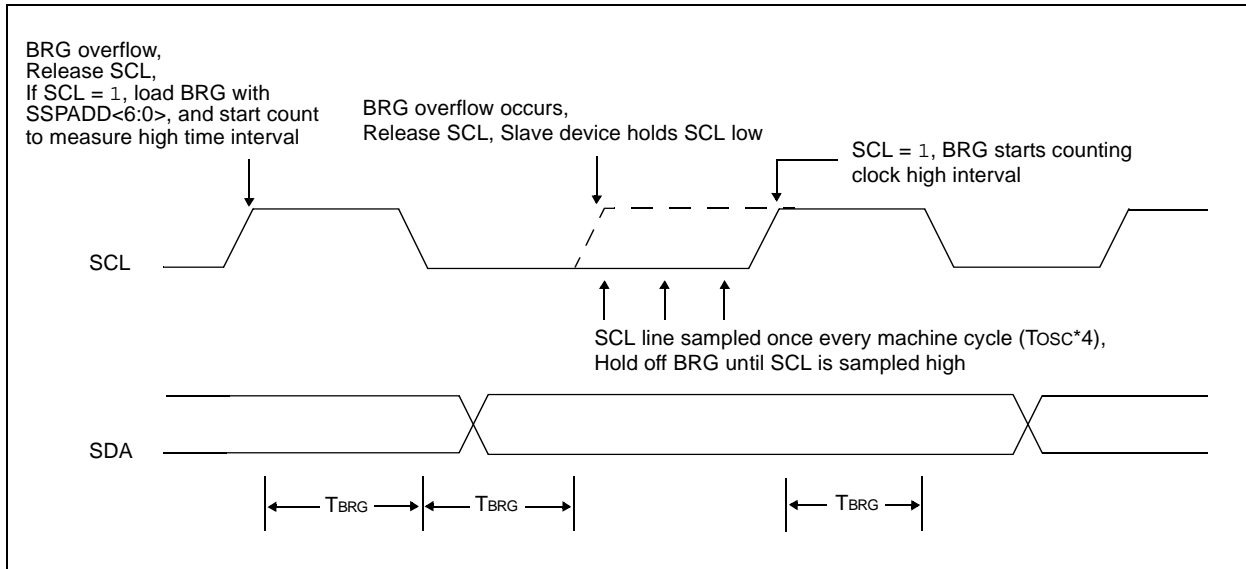 BRG overflow,
Release SCL,
If SCL = 1, load BRG with
SSPADD<6:0>, and start count
to measure high time interval
BRG overflow occurs,
Release SCL, Slave device holds SCL low
SCL = 1, BRG starts counting
clock high interval
SCL
SCL line sampled once every machine cycle (TOSC*4),
Hold off BRG until SCL is sampled high
SDA
TBRG
TBRG
TBRG